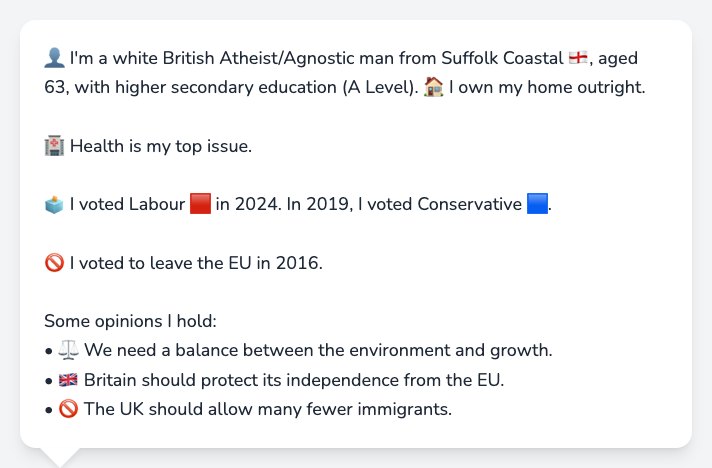 👤 I'm a white British Atheist/Agnostic man from Suffolk Coastal 🏴󠁧󠁢󠁥󠁮󠁧󠁿, aged
63, with higher secondary education (A Level). 🏠 I own my home outright.
🏥 Health is my top issue.
🗳️ I voted Labour 🟥 in 2024. In 2019, I voted Conservative 🟦.
🚫 I voted to leave the EU in 2016.
Some opinions I hold:
• ⚖️ We need a balance between the environment and growth.
• 🇬🇧 Britain should protect its independence from the EU.
• 🚫 The UK should allow many fewer immigrants.